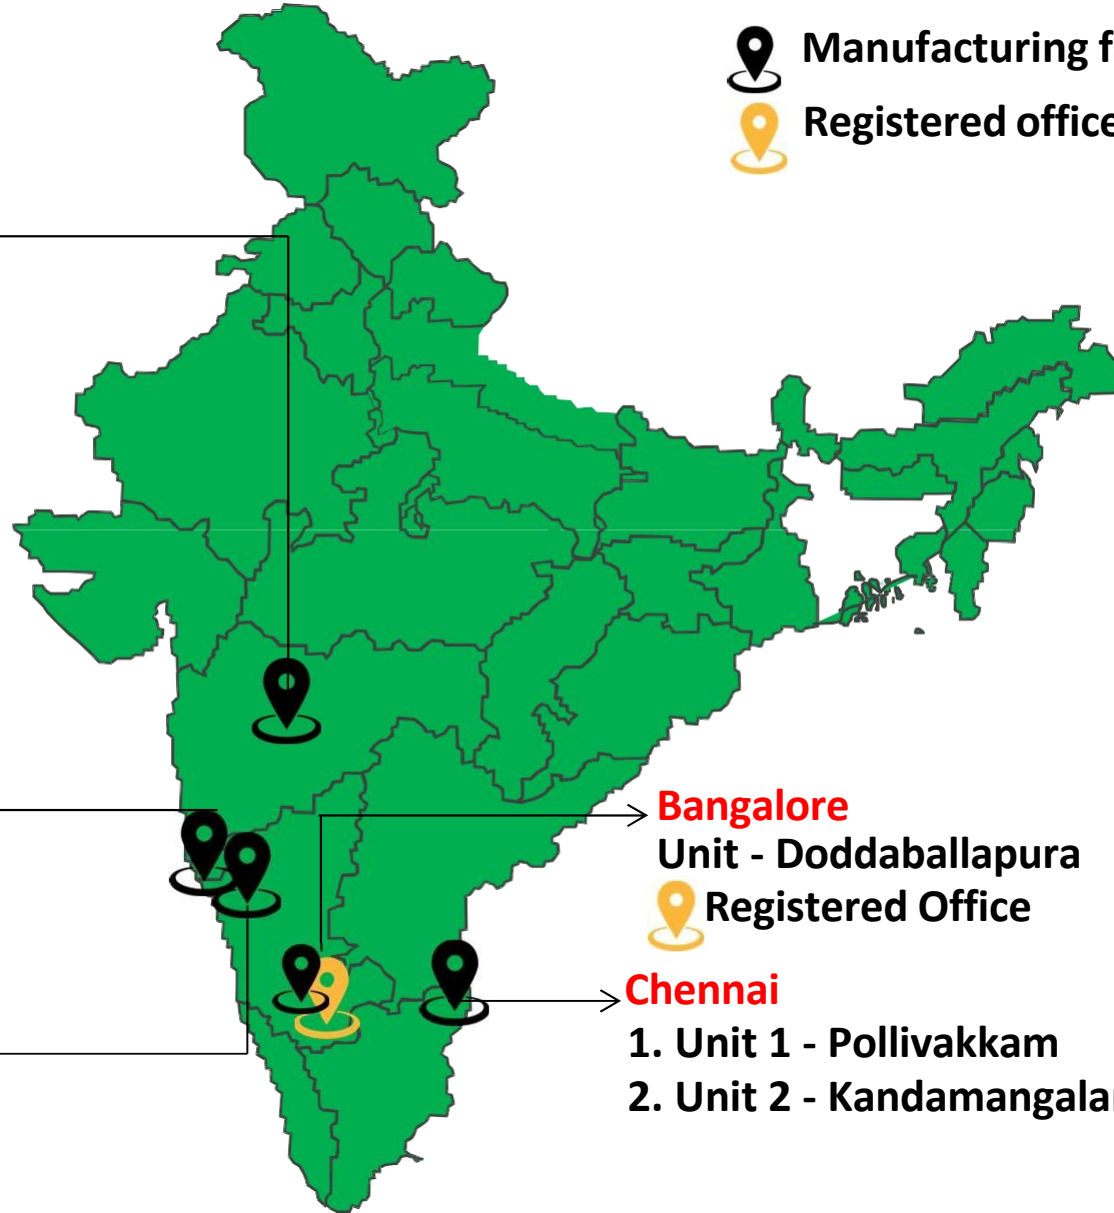 Manufacturing f
Registered office
Bangalore
Unit - Doddaballapura
Registered Office
Chennai
1. Unit 1 - Pollivakkam
2. Unit 2 - Kandamangala